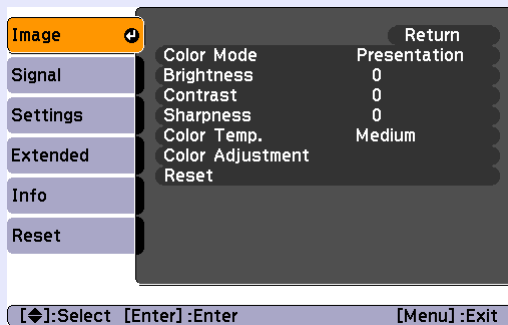 Image
Signal
Settings
Extended
Info
Reset
Return
Color Mode Presentation
Brightness 0
Contrast 0
Sharpness 0
Color Temp. Medium
Color Adjustment
Reset
[◆]:Select [Enter]:Enter [Menu]:Exit